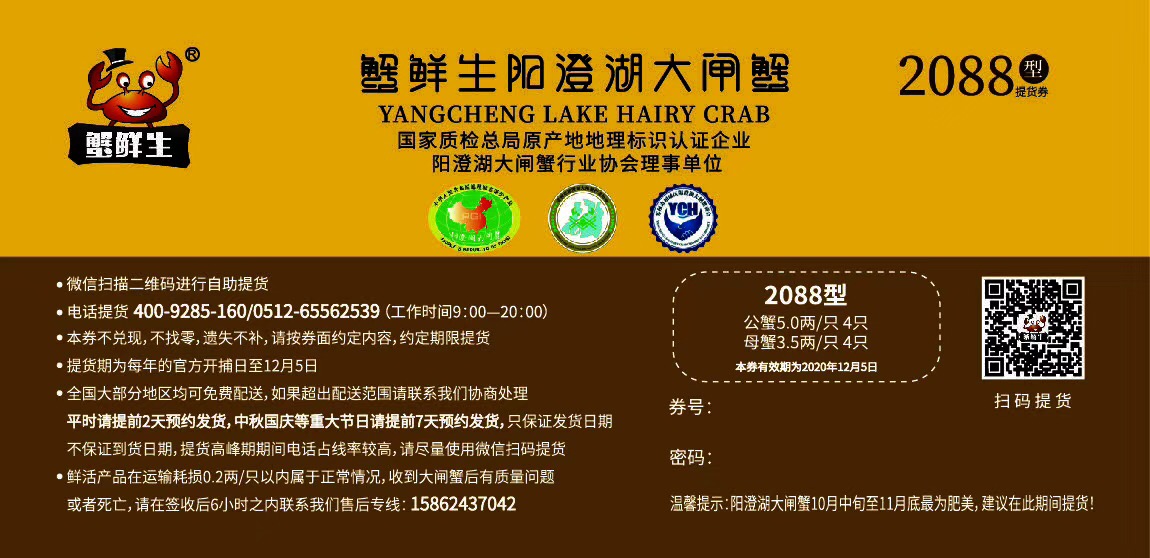 ®
蟹鲜生
蟹鲜生阳澄湖大闸蟹
YANGCHENG LAKE HAIRY CRAB
国家质检总局原产地地理标识认证企业
阳澄湖大闸蟹行业协会理事单位
2088型
提货券
PGI
YCH
•微信扫描二维码进行自助提货
•电话提货 400-9285-160/0512-65562539（工作时间9:00—20:00）
•本券不兑现，不找零，遗失不补，请按券面约定内容，约定期限提货
•提货期为每年的官方开捕日至12月5日
•全国大部分地区均可免费配送，如果超出配送范围请联系我们协商处理
平时请提前2天预约发货，中秋国庆等重大节日请提前7天预约发货，只保证发货日期
不保证到货日期，提货高峰期期间电话占线率较高，请尽量使用微信扫码提货
•鲜活产品在运输耗损0.2两/只以内属于正常情况，收到大闸蟹后有质量问题
或者死亡，请在签收后6小时之内联系我们售后专线：15862437042
2088型
公蟹5.0两/只 4只
母蟹3.5两/只 4只
本券有效期为2020年12月5日
扫码提货
券号：
密码：
温馨提示：阳澄湖大闸蟹10月中旬至11月底最为肥美，建议在此期间提货！